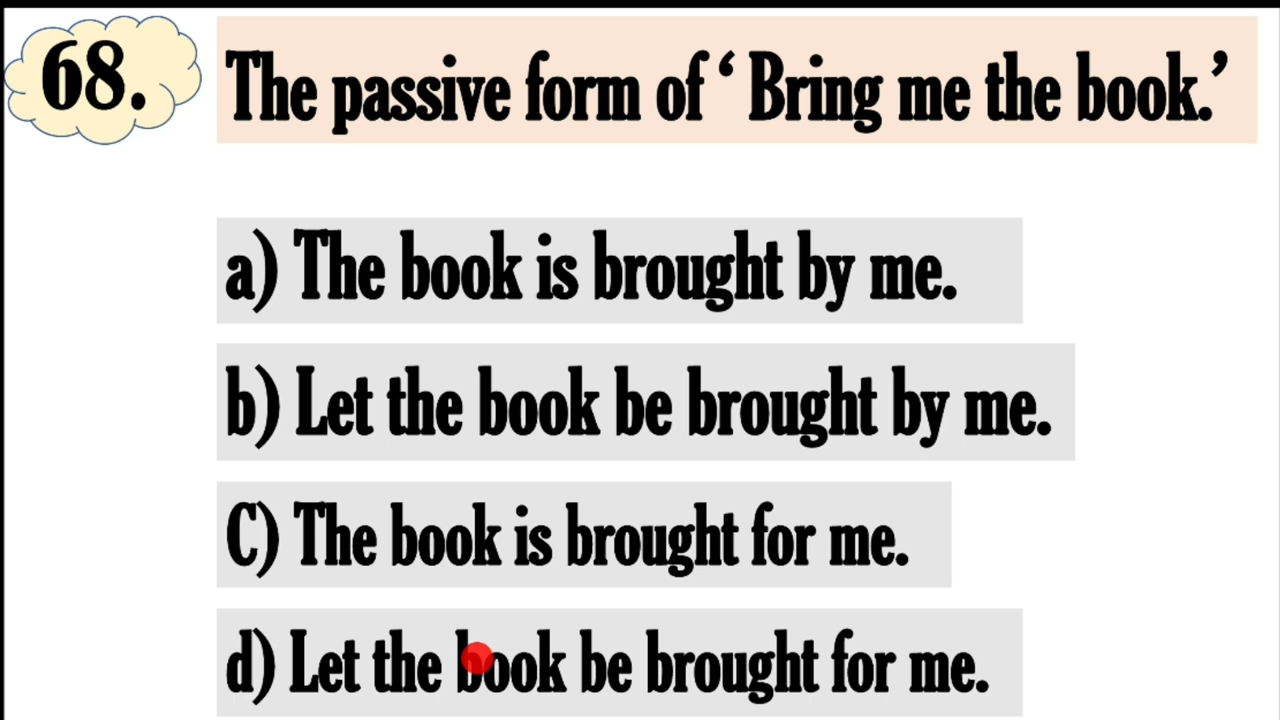 68.
The passive form of ‘ Bring me the book.’
a) The book is brought by me.
b) Let the book be brought by me.
C) The book is brought for me.
d) Let the book be brought for me.